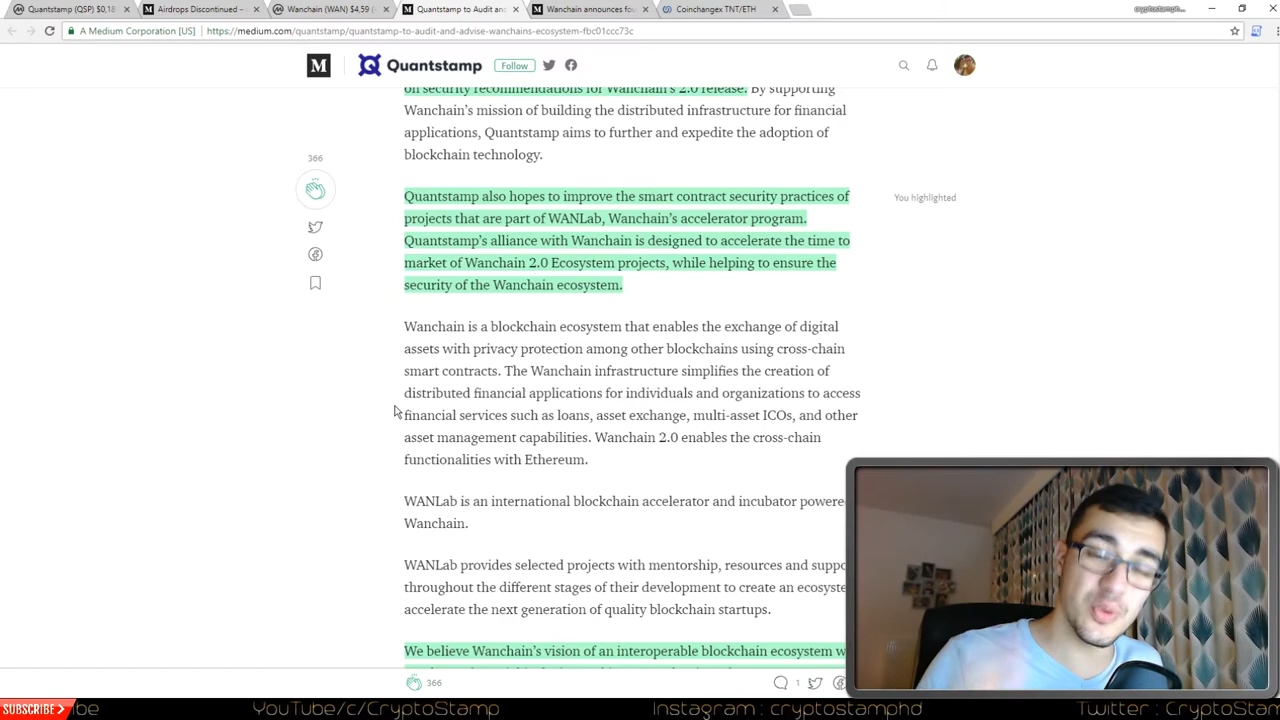 Quantstamp (QSP) $0,18
Airdrops Discontinued –
Wanchain (WAN) $4,59
Quantstamp to Audit and
Wanchain announces fou
Coinchangex TNT/ETH
A Medium Corporation [US]
https://medium.com/quantstamp/quantstamp-to-audit-and-advise-wanchains-ecosystem-fbc01ccc73c
M
Quantstamp
Follow
on security recommendations for Wanchain's 2.0 release. By supporting
Wanchain's mission of building the distributed infrastructure for financial
applications, Quantstamp aims to further and expedite the adoption of
blockchain technology.
366
Quantstamp also hopes to improve the smart contract security practices of
projects that are part of WANLab, Wanchain's accelerator program.
Quantstamp's alliance with Wanchain is designed to accelerate the time to
market of Wanchain 2.0 Ecosystem projects, while helping to ensure the
security of the Wanchain ecosystem.
You highlighted
Wanchain is a blockchain ecosystem that enables the exchange of digital
assets with privacy protection among other blockchains using cross-chain
smart contracts. The Wanchain infrastructure simplifies the creation of
distributed financial applications for individuals and organizations to access
financial services such as loans, asset exchange, multi-asset ICOs, and other
asset management capabilities. Wanchain 2.0 enables the cross-chain
functionalities with Ethereum.
WANLab is an international blockchain accelerator and incubator powere
Wanchain.
WANLab provides selected projects with mentorship, resources and suppo
throughout the different stages of their development to create an ecosyste
accelerate the next generation of quality blockchain startups.
We believe Wanchain's vision of an interoperable blockchain ecosystem w
366
1
SUBSCRIBE
be
YouTube/c/CryptoStamp
Instagram : cryptostamphd
Twitter : CryptoStam